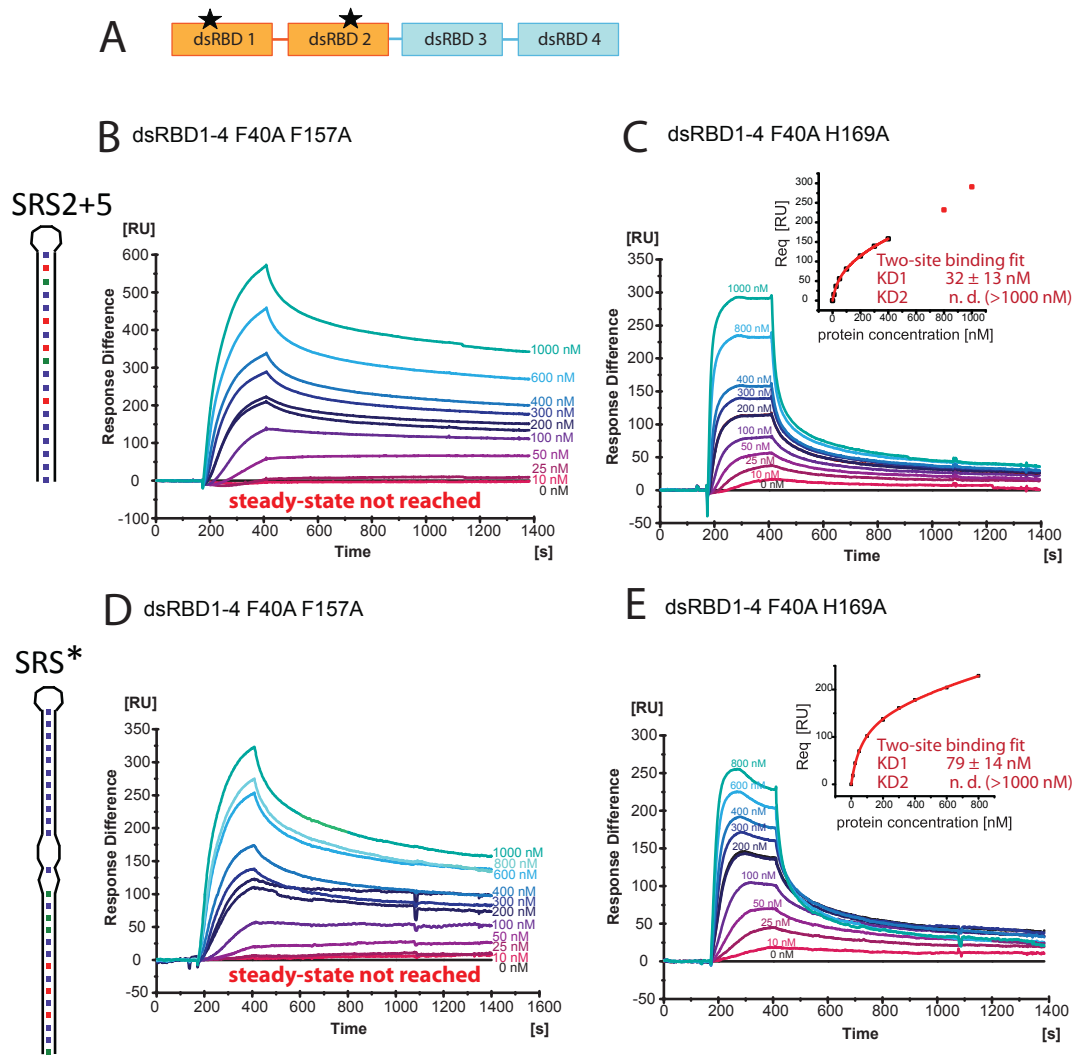 A
dsRBD 1
dsRBD 2
dsRBD 3
dsRBD 4
B dsRBD1-4 F40A F157A
SRS2+5
[RU]
Response Difference
600
500
400
300
200
100
0
-100
1000 nM
600 nM
400 nM
300 nM
200 nM
100 nM
50 nM
25 nM
10 nM
0 nM
steady-state not reached
0 200 400 600 800 1000 1200 1400
Time [s]
C dsRBD1-4 F40A H169A
[RU]
Response Difference
350
300
250
200
150
100
50
0
-50
1000 nM
800 nM
400 nM
300 nM
200 nM
100 nM
50 nM
25 nM
10 nM
0 nM
0 200 400 600 800 1000 1200 1400
Time [s]
Req [RU]
300
250
200
150
100
50
0
Two-site binding fit
KD1 32 ± 13 nM
KD2 n. d. (>1000 nM)
0 200 400 600 800 1000
protein concentration [nM]
D dsRBD1-4 F40A F157A
SRS*
[RU]
Response Difference
350
300
250
200
150
100
50
0
-50
1000 nM
800 nM
600 nM
400 nM
300 nM
200 nM
100 nM
50 nM
25 nM
10 nM
0 nM
steady-state not reached
0 200 400 600 800 1000 1200 1400 1600
Time [s]
E dsRBD1-4 F40A H169A
[RU]
Response Difference
300
250
200
150
100
50
0
-50
800 nM
600 nM
400 nM
300 nM
200 nM
100 nM
50 nM
25 nM
10 nM
0 nM
0 200 400 600 800 1000 1200 1400
Time [s]
Req [RU]
200
100
0
Two-site binding fit
KD1 79 ± 14 nM
KD2 n. d. (>1000 nM)
0 200 400 600 800
protein concentration [nM]